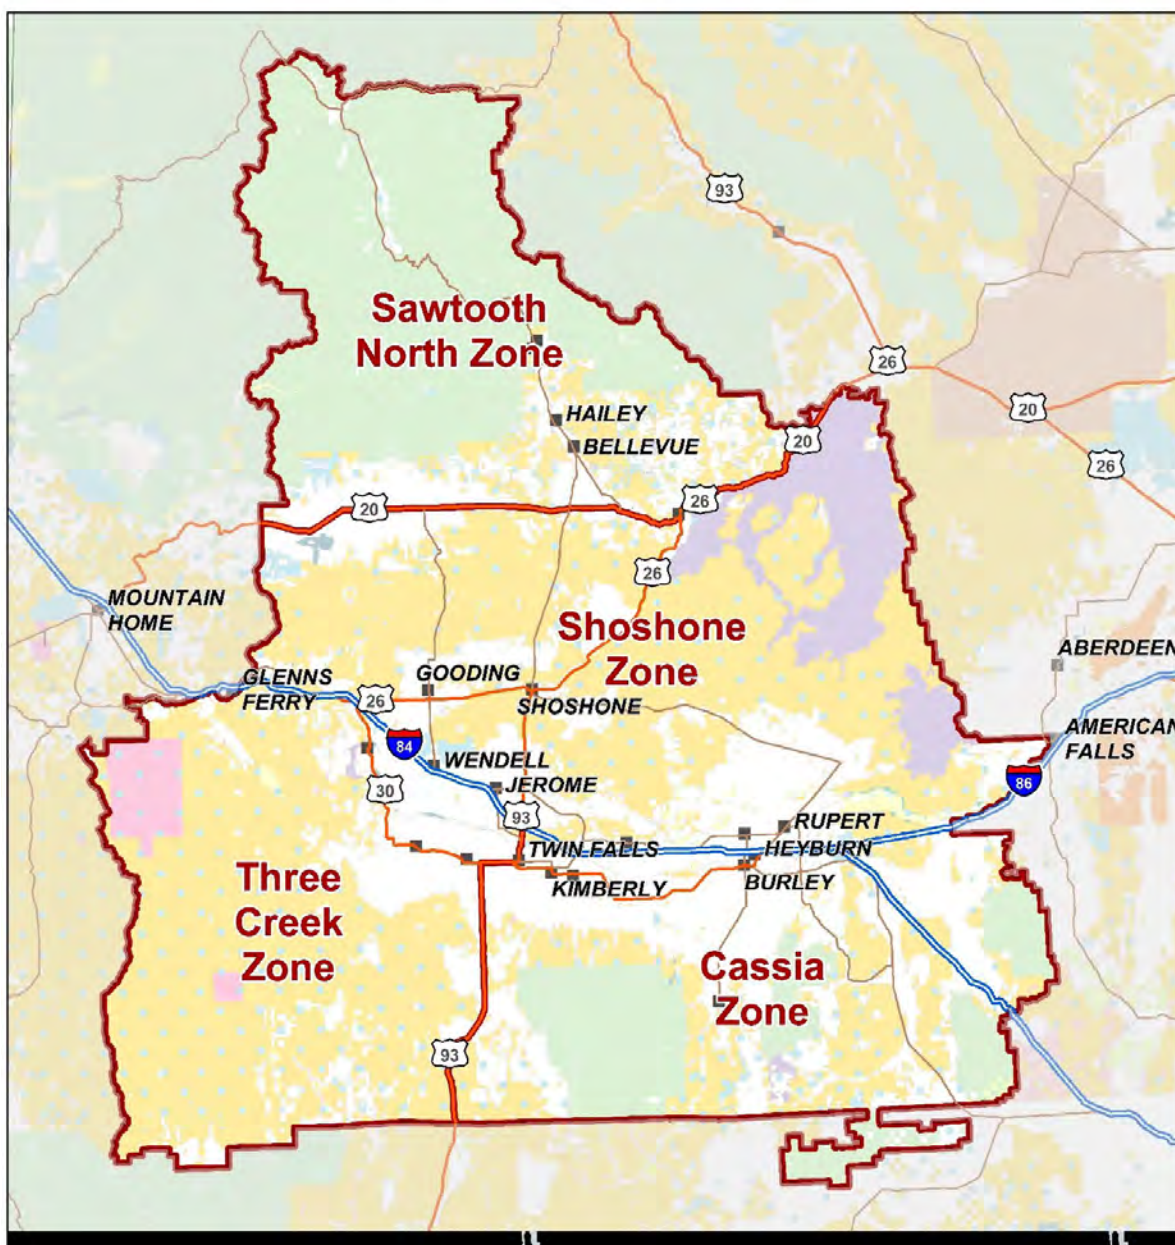 93
26
20
26
Sawtooth
North Zone
HAILEY
BELLEVUE
20
20
26
26
MOUNTAIN
HOME
Shoshone
Zone
ABERDEEN
GLENNS
FERRY
GOODING
26
SHOSHONE
AMERICAN
FALLS
84
WENDELL
JEROME
30
86
93
RUPERT
TWIN FALLS
HEYBURN
KIMBERLY
BURLEY
Three
Creek
Zone
Cassia
Zone
93